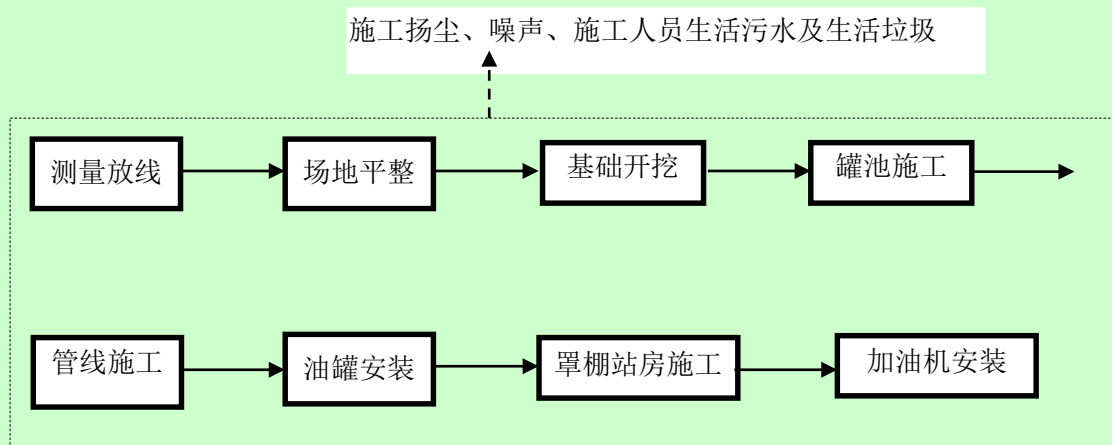 施工扬尘、噪声、施工人员生活污水及生活垃圾
测量放线
场地平整
基础开挖
罐池施工
管线施工
油罐安装
罩棚站房施工
加油机安装